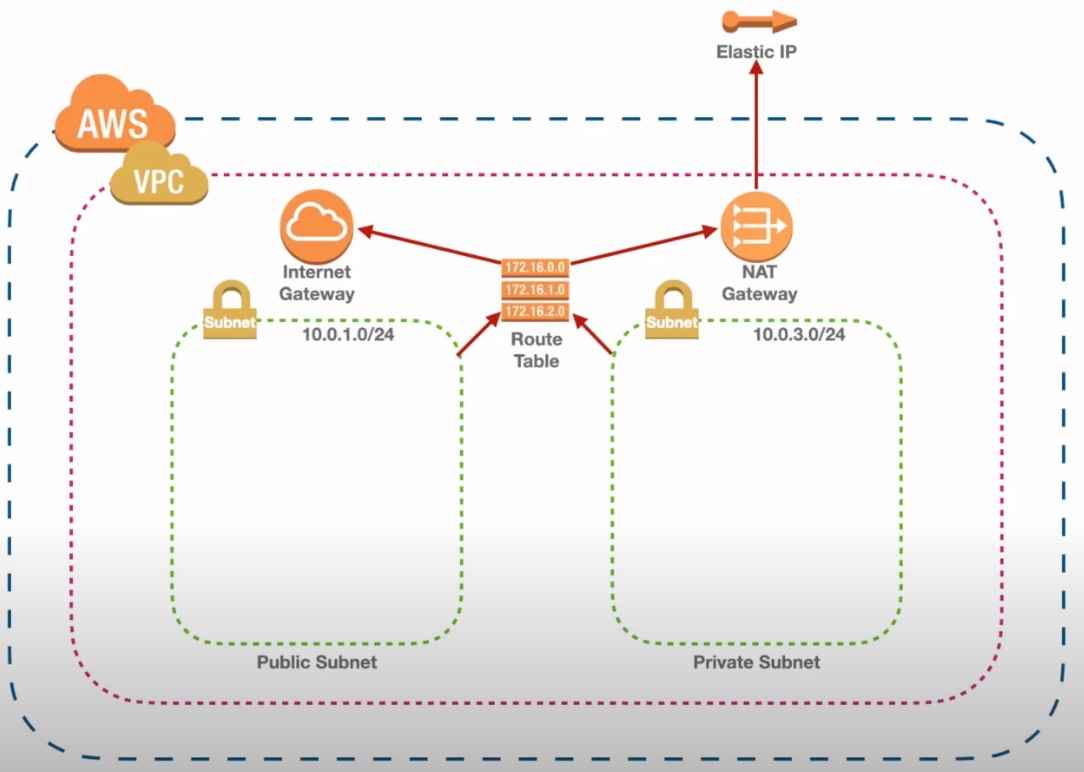 Elastic IP
AWS
VPC
Internet
Gateway
NAT
Gateway
172.16.0.0
172.16.1.0
172.16.2.0
Route
Table
Subnet
10.0.1.0/24
Subnet
10.0.3.0/24
Public Subnet
Private Subnet